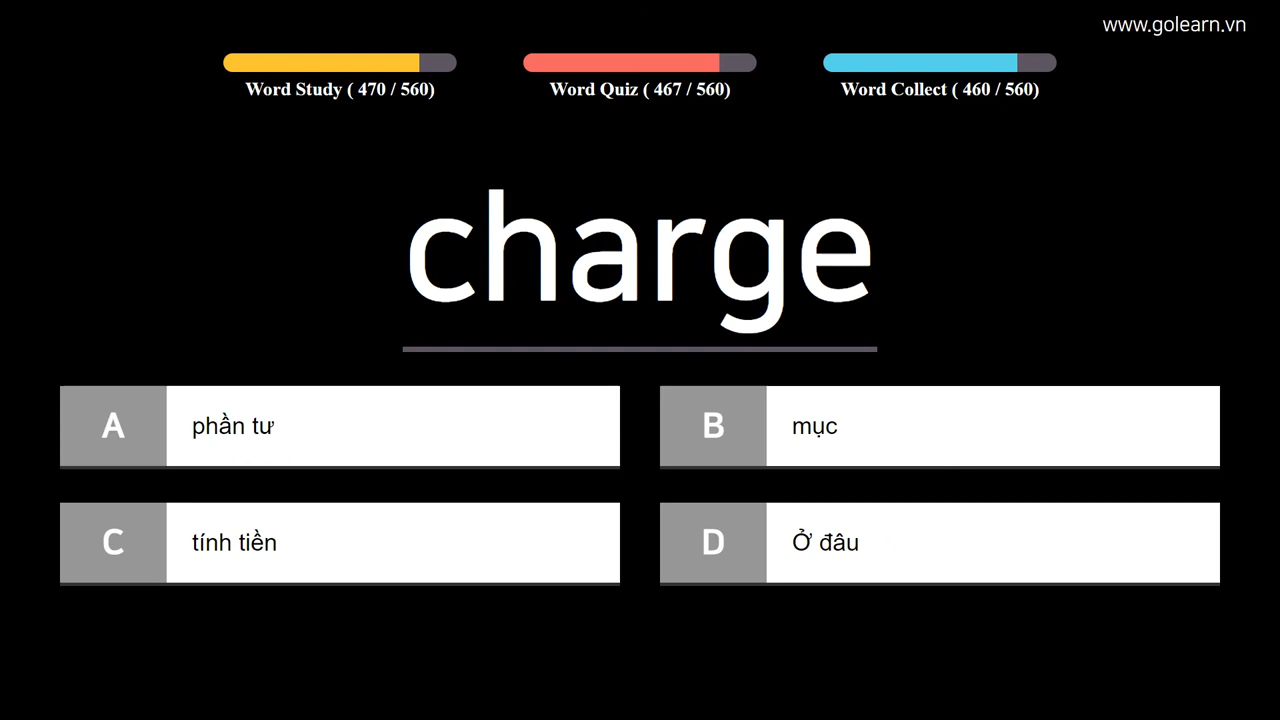 www.golearn.vn
Word Study ( 470 / 560)
Word Quiz ( 467 / 560)
Word Collect ( 460 / 560)
charge
A phần tư
B mục
C tính tiền
D Ở đâu